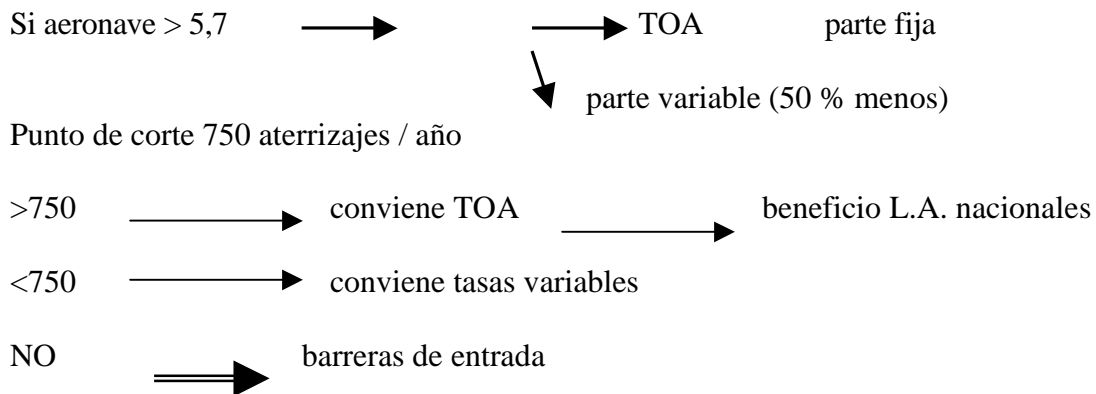 Si aeronave > 5,7 TOA parte fija
parte variable (50 % menos)
Punto de corte 750 aterrizajes / año
>750 conviene TOA beneficio L.A. nacionales
<750 conviene tasas variables
NO barreras de entrada